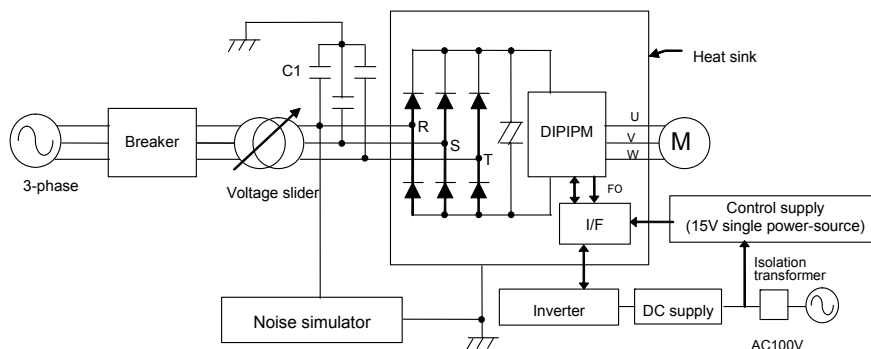 C1
Heat sink
Breaker
R
S
T
DIPIPM
U
V
W
M
3-phase
Voltage slider
FO
I/F
Control supply
(15V single power-source)
Isolation
transformer
Noise simulator
Inverter
DC supply
AC100V